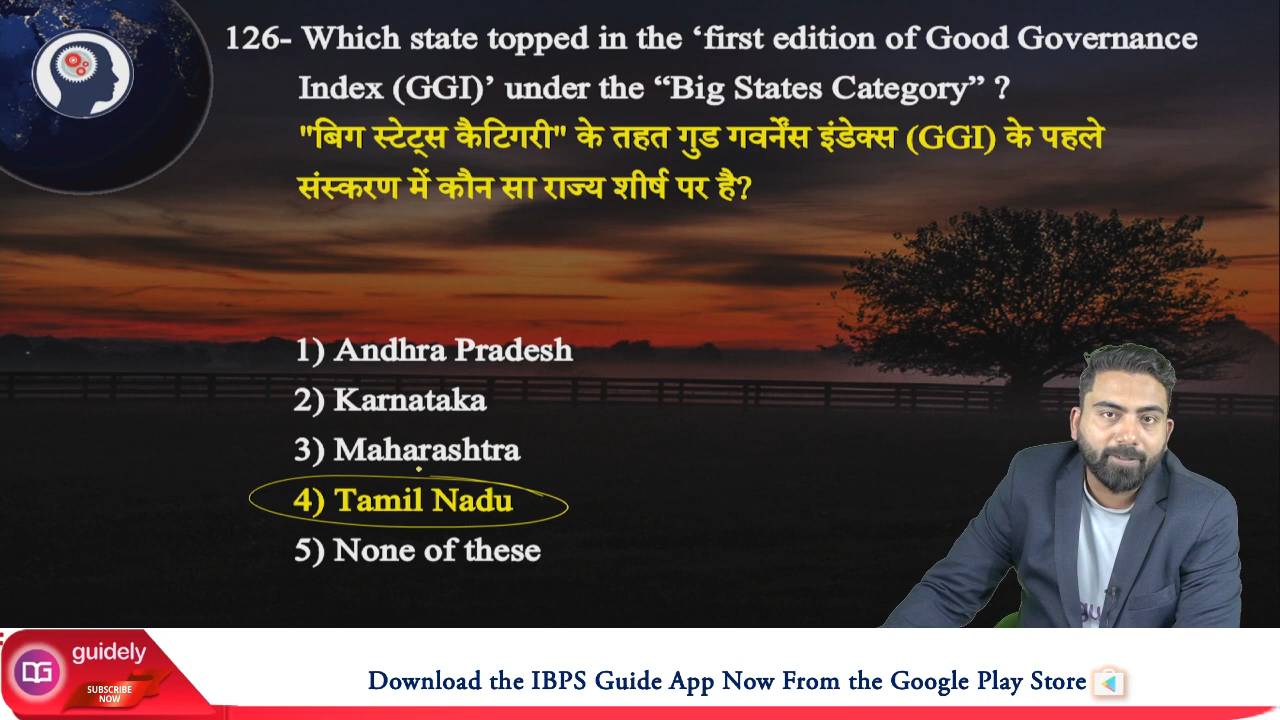 126- Which state topped in the ‘first edition of Good Governance
Index (GGI)’ under the “Big States Category” ?
"बिग स्टेट्स कैटिगरी" के तहत गुड गवर्नेंस इंडेक्स (GGI) के पहले
संस्करण में कौन सा राज्य शीर्ष पर है?
1) Andhra Pradesh
2) Karnataka
3) Maharashtra
4) Tamil Nadu
5) None of these
guidely
SUBSCRIBE
NOW
Download the IBPS Guide App Now From the Google Play Store